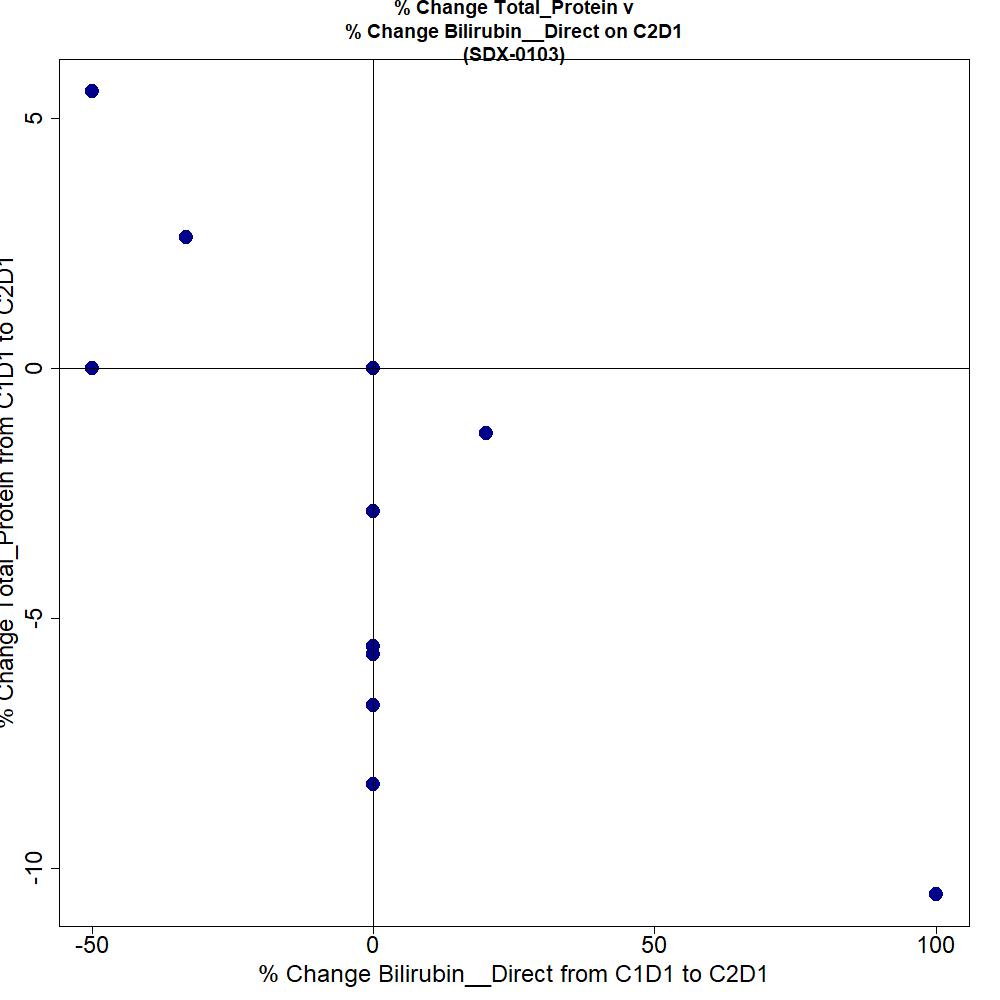 % Change Total_Protein v
% Change Bilirubin__Direct on C2D1
(SDX-0103)
% Change Total_Protein from C1D1 to C2D1
5
0
-5
-10
-50
0
50
100
% Change Bilirubin__Direct from C1D1 to C2D1